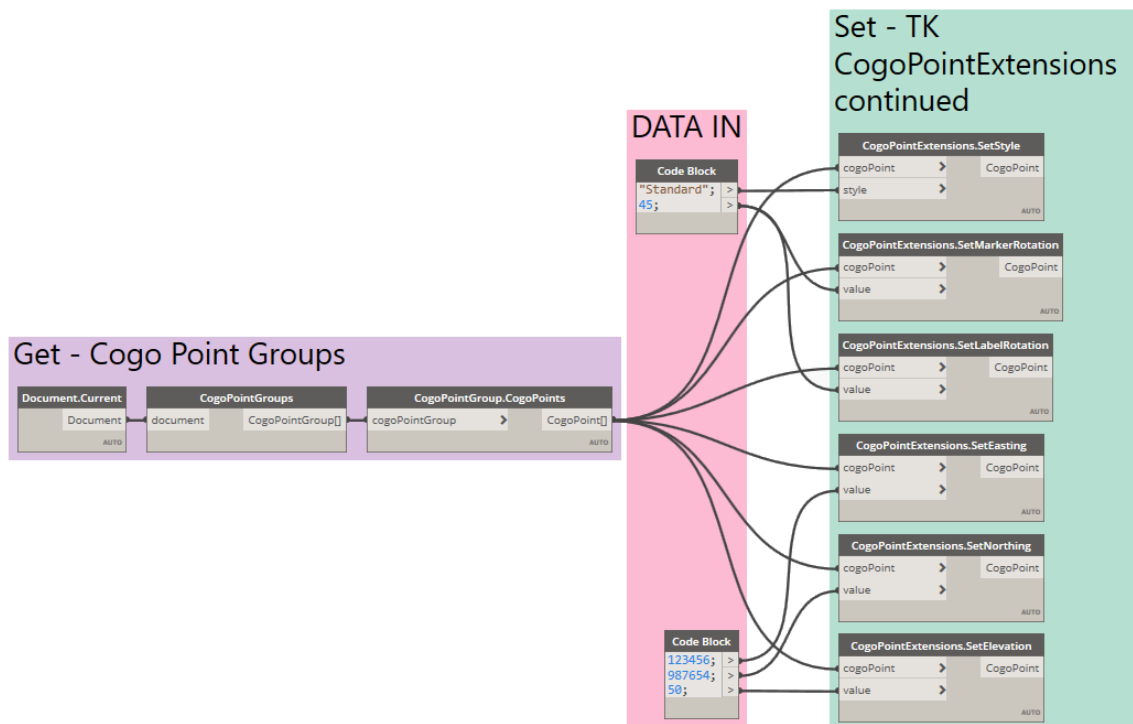 Set - TK
CogoPointExtensions
continued
DATA IN
Get - Cogo Point Groups
Document.Current
Document
AUTO
CogoPointGroups
document CogoPointGroup[]
AUTO
CogoPointGroup.CogoPoints
cogoPointGroup > CogoPoint[]
AUTO
Code Block
"Standard"; >
45; >
Code Block
123456; >
987654; >
50; >
CogoPointExtensions.SetStyle
cogoPoint > CogoPoint
style >
AUTO
CogoPointExtensions.SetMarkerRotation
cogoPoint > CogoPoint
value >
AUTO
CogoPointExtensions.SetLabelRotation
cogoPoint > CogoPoint
value >
AUTO
CogoPointExtensions.SetEasting
cogoPoint > CogoPoint
value >
AUTO
CogoPointExtensions.SetNorthing
cogoPoint > CogoPoint
value >
AUTO
CogoPointExtensions.SetElevation
cogoPoint > CogoPoint
value >
AUTO